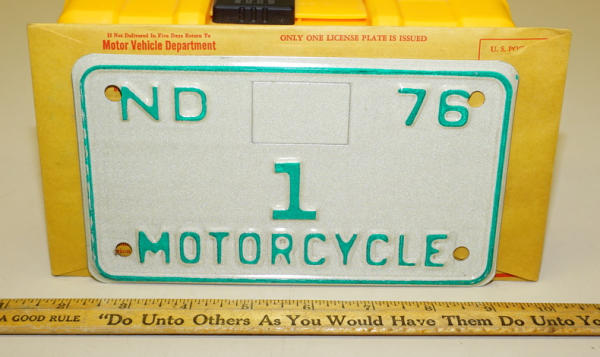 If Not Delivered In Five Days Return To
Motor Vehicle Department
ONLY ONE LICENSE PLATE IS ISSUED
U. S. PO
ND 76
1
MOTORCYCLE
A GOOD RULE "Do Unto Others As You Would Have Them Do Unto Yo